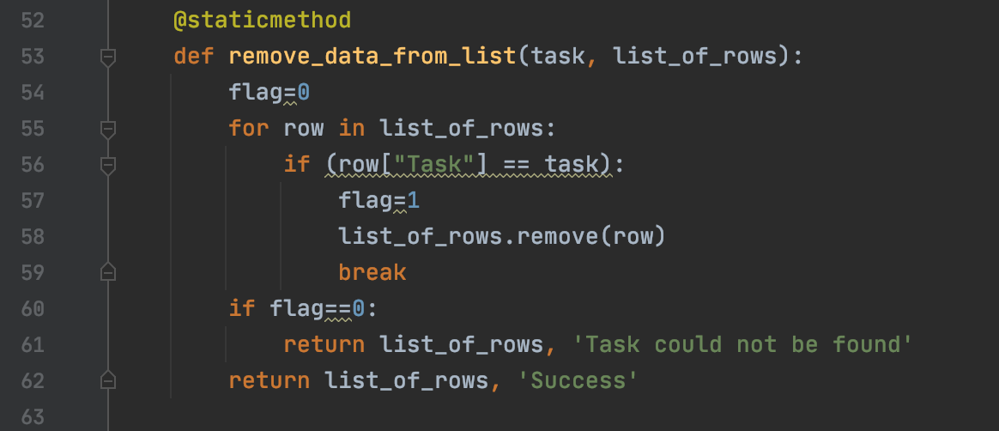 52 @staticmethod
53 def remove_data_from_list(task, list_of_rows):
54 flag=0
55 for row in list_of_rows:
56 if (row["Task"] == task):
57 flag=1
58 list_of_rows.remove(row)
59 break
60 if flag==0:
61 return list_of_rows, 'Task could not be found'
62 return list_of_rows, 'Success'
63